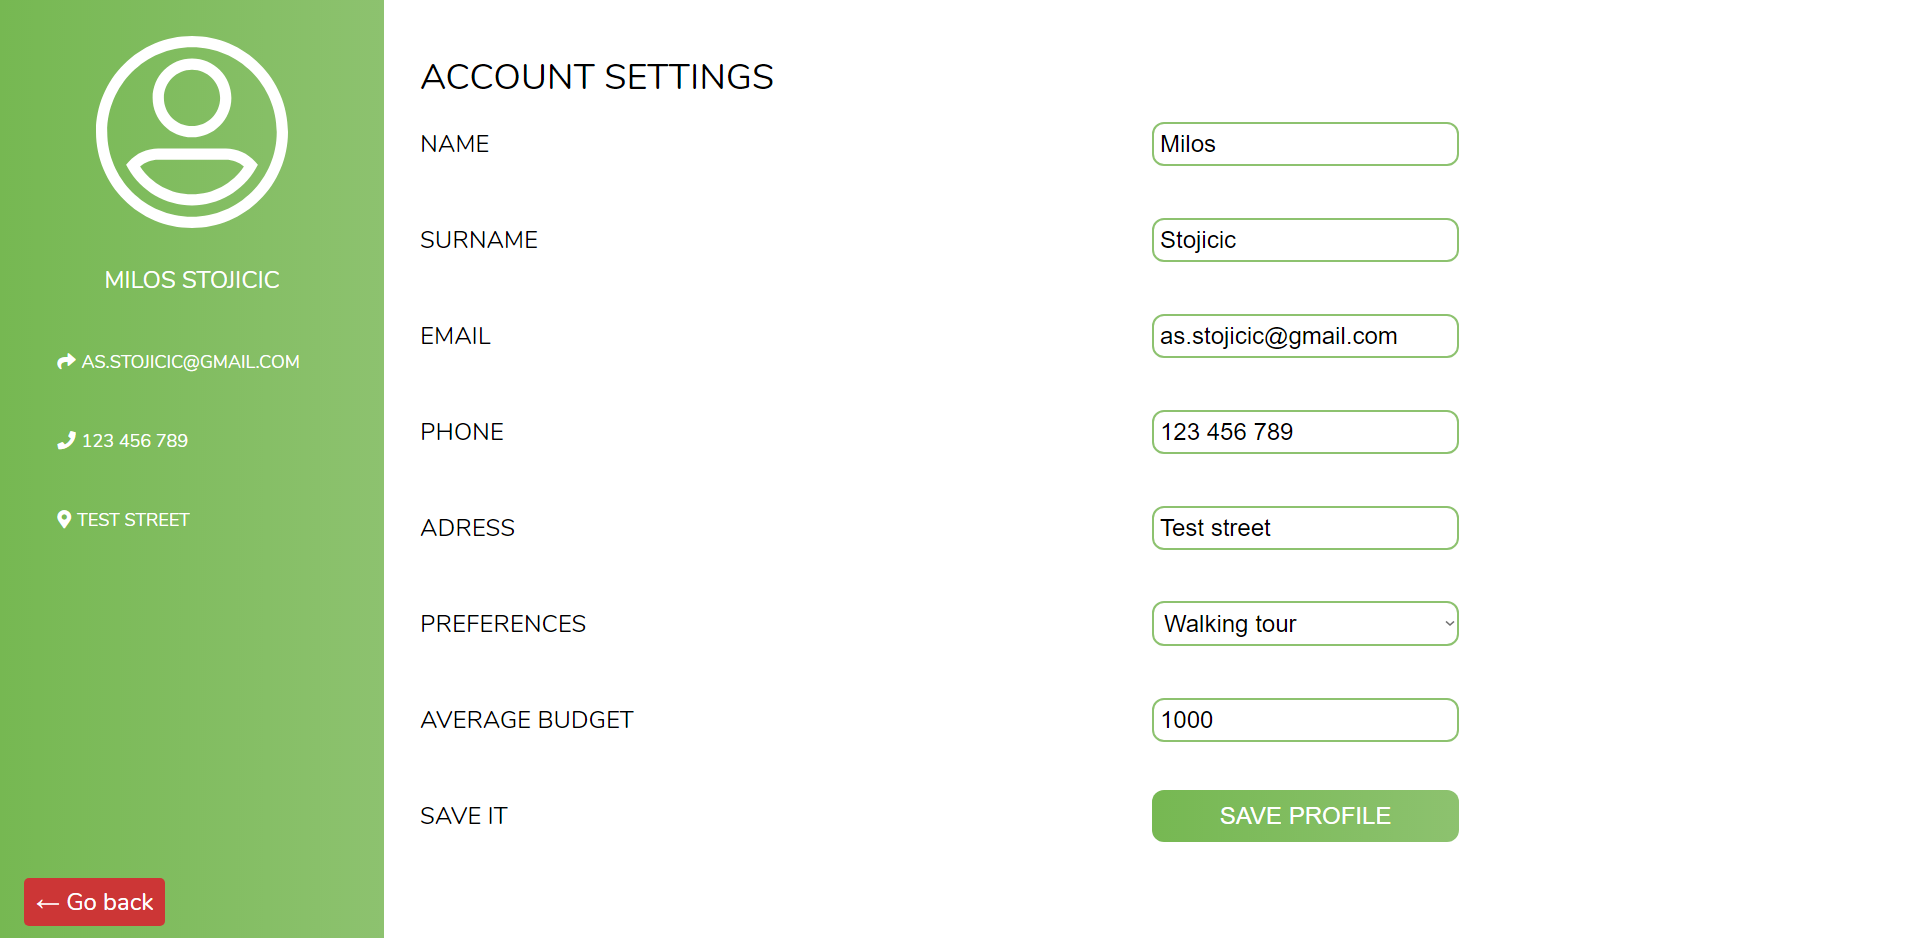 MILOS STOJICIC
AS.STOJICIC@GMAIL.COM
123 456 789
TEST STREET
← Go back
ACCOUNT SETTINGS
NAME Milos
SURNAME Stojicic
EMAIL as.stojicic@gmail.com
PHONE 123 456 789
ADRESS Test street
PREFERENCES Walking tour
AVERAGE BUDGET 1000
SAVE IT SAVE PROFILE